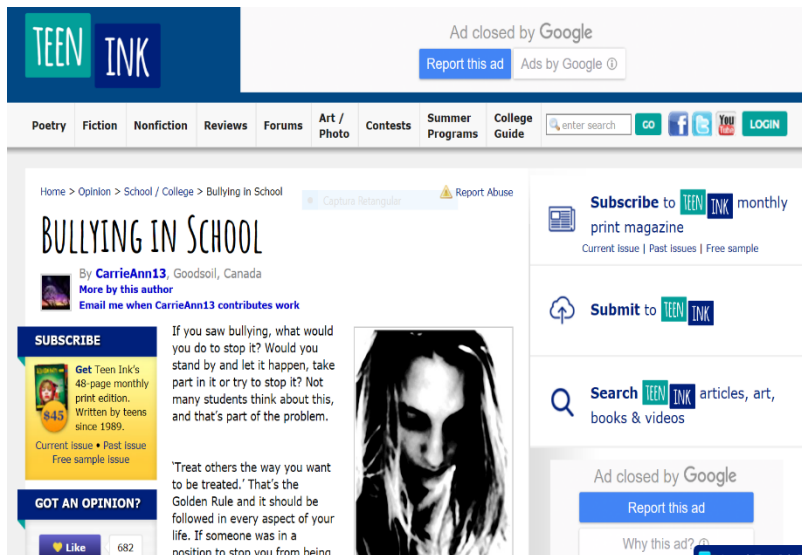 TEEN INK
Ad closed by Google
Report this ad
Ads by Google
Poetry
Fiction
Nonfiction
Reviews
Forums
Art /
Photo
Contests
Summer
Programs
College
Guide
enter search
GO
You
Tube
LOGIN
Home > Opinion > School / College > Bullying in School
Captura Retangular
Report Abuse
BULLYING IN SCHOOL
By CarrieAnn13, Goodsoil, Canada
More by this author
Email me when CarrieAnn13 contributes work
SUBSCRIBE
Get Teen Ink's
48-page monthly
print edition.
Written by teens
since 1989.
845
Current issue • Past Issue
Free sample issue
GOT AN OPINION?
Like
682
If you saw bullying, what would
you do to stop it? Would you
stand by and let it happen, take
part in it or try to stop it? Not
many students think about this,
and that's part of the problem.
'Treat others the way you want
to be treated.' That's the
Golden Rule and it should be
followed in every aspect of your
life. If someone was in a
position to stop you from being
Subscribe to TEEN INK monthly
print magazine
Current issue | Past issues | Free sample
Submit to TEEN INK
Search TEEN INK articles, art,
books & videos
Ad closed by Google
Report this ad
Why this ad?